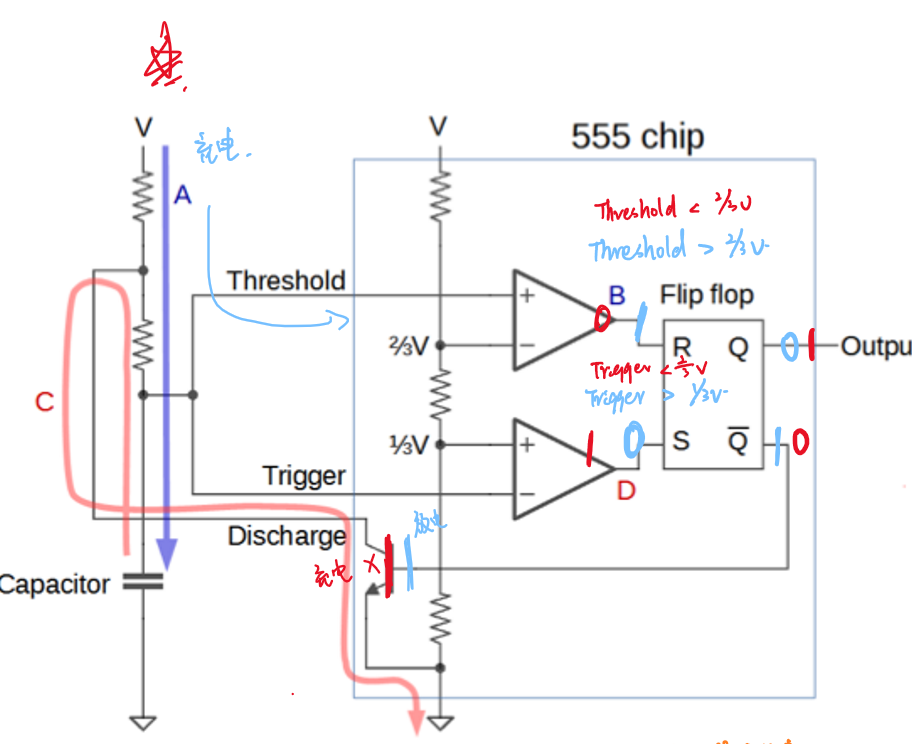 V
充电.
V
555 chip
A
Threshold < 2/3V
Threshold > 2/3V
Threshold
+
B
0
1
Flip flop
⅔V
−
R
Q
0
1
Outpu
Trigger < 1/3V
Trigger > 1/3V
C
⅓V
+
1
0
S
Q̅
1
0
Trigger
−
D
Discharge
放电
充电
X
Capacitor